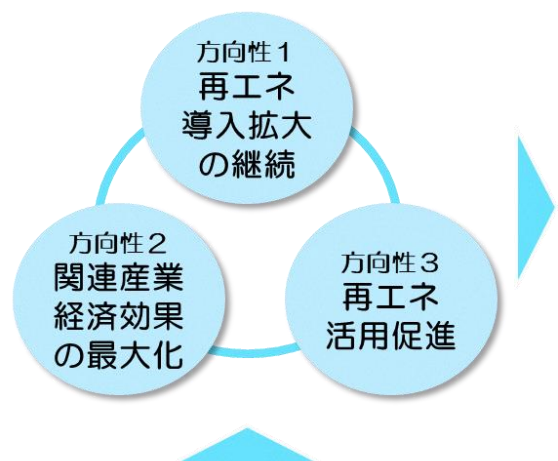 方向性1
再エネ
導入拡大
の継続
方向性2
関連産業
経済効果
の最大化
方向性3
再エネ
活用促進